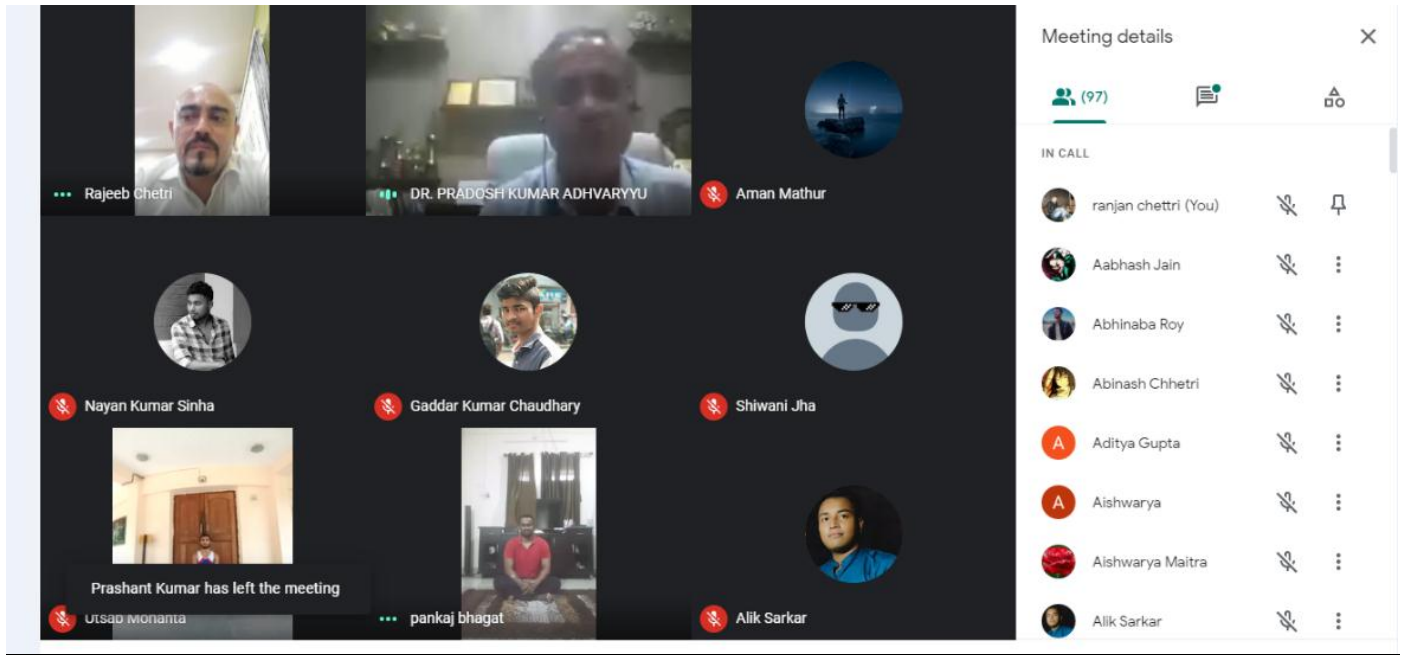 Rajeeb Chetri
DR. PRADOSH KUMAR ADHVARYYU
Aman Mathur
Nayan Kumar Sinha
Gaddar Kumar Chaudhary
Shiwani Jha
Prashant Kumar has left the meeting
Utsab Mohanta
pankaj bhagat
Alik Sarkar
Meeting details
(97)
IN CALL
ranjan chettri (You)
Aabhash Jain
Abhinaba Roy
Abinash Chhetri
A Aditya Gupta
A Aishwarya
Aishwarya Maitra
Alik Sarkar